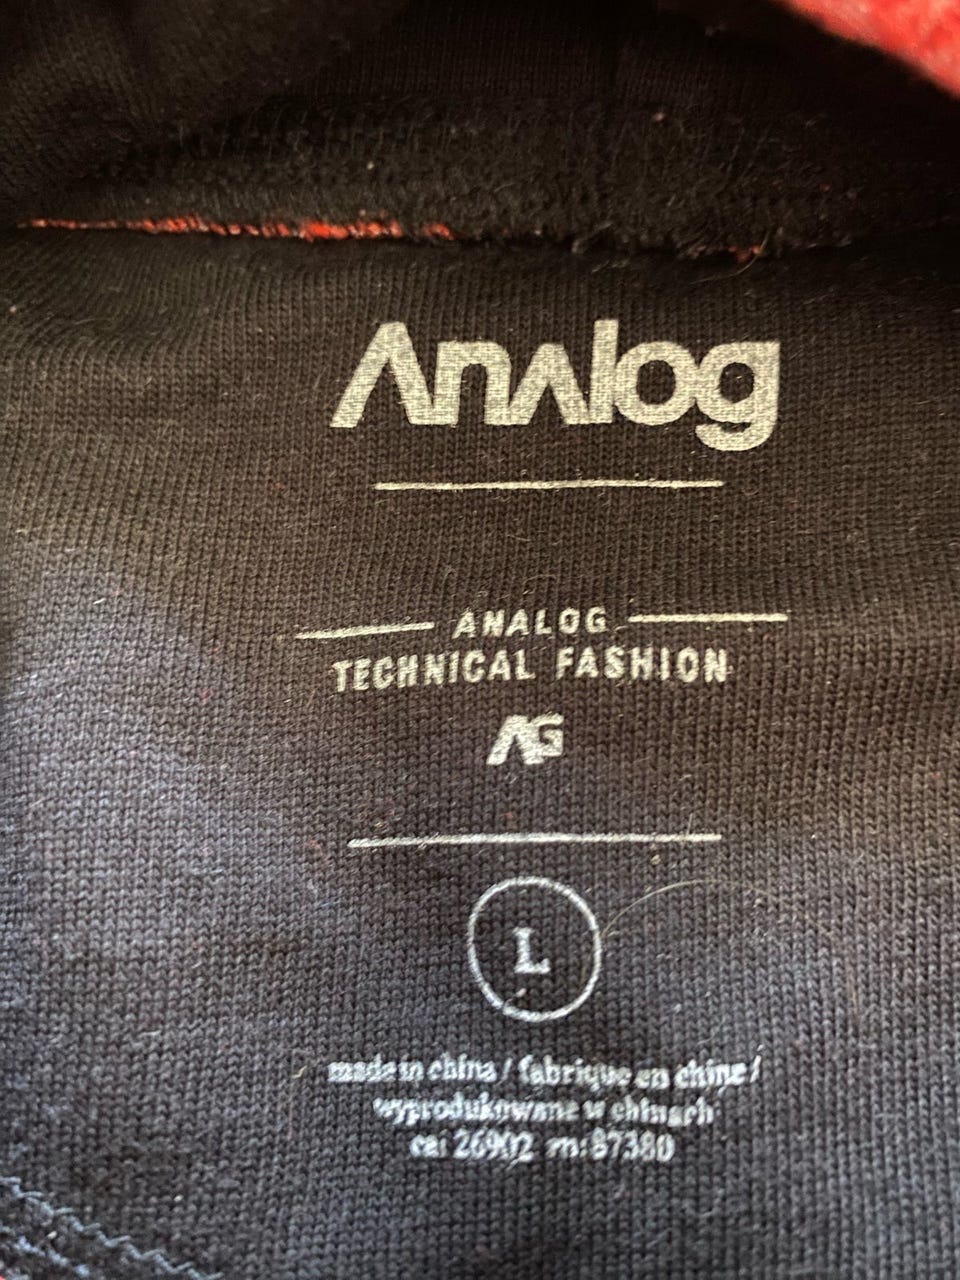 Analog
ANALOG
TECHNICAL FASHION
AG
L
made in china / fabrique en chine /
wyprodukowane w chinach
ca: 26902 rn: 87380